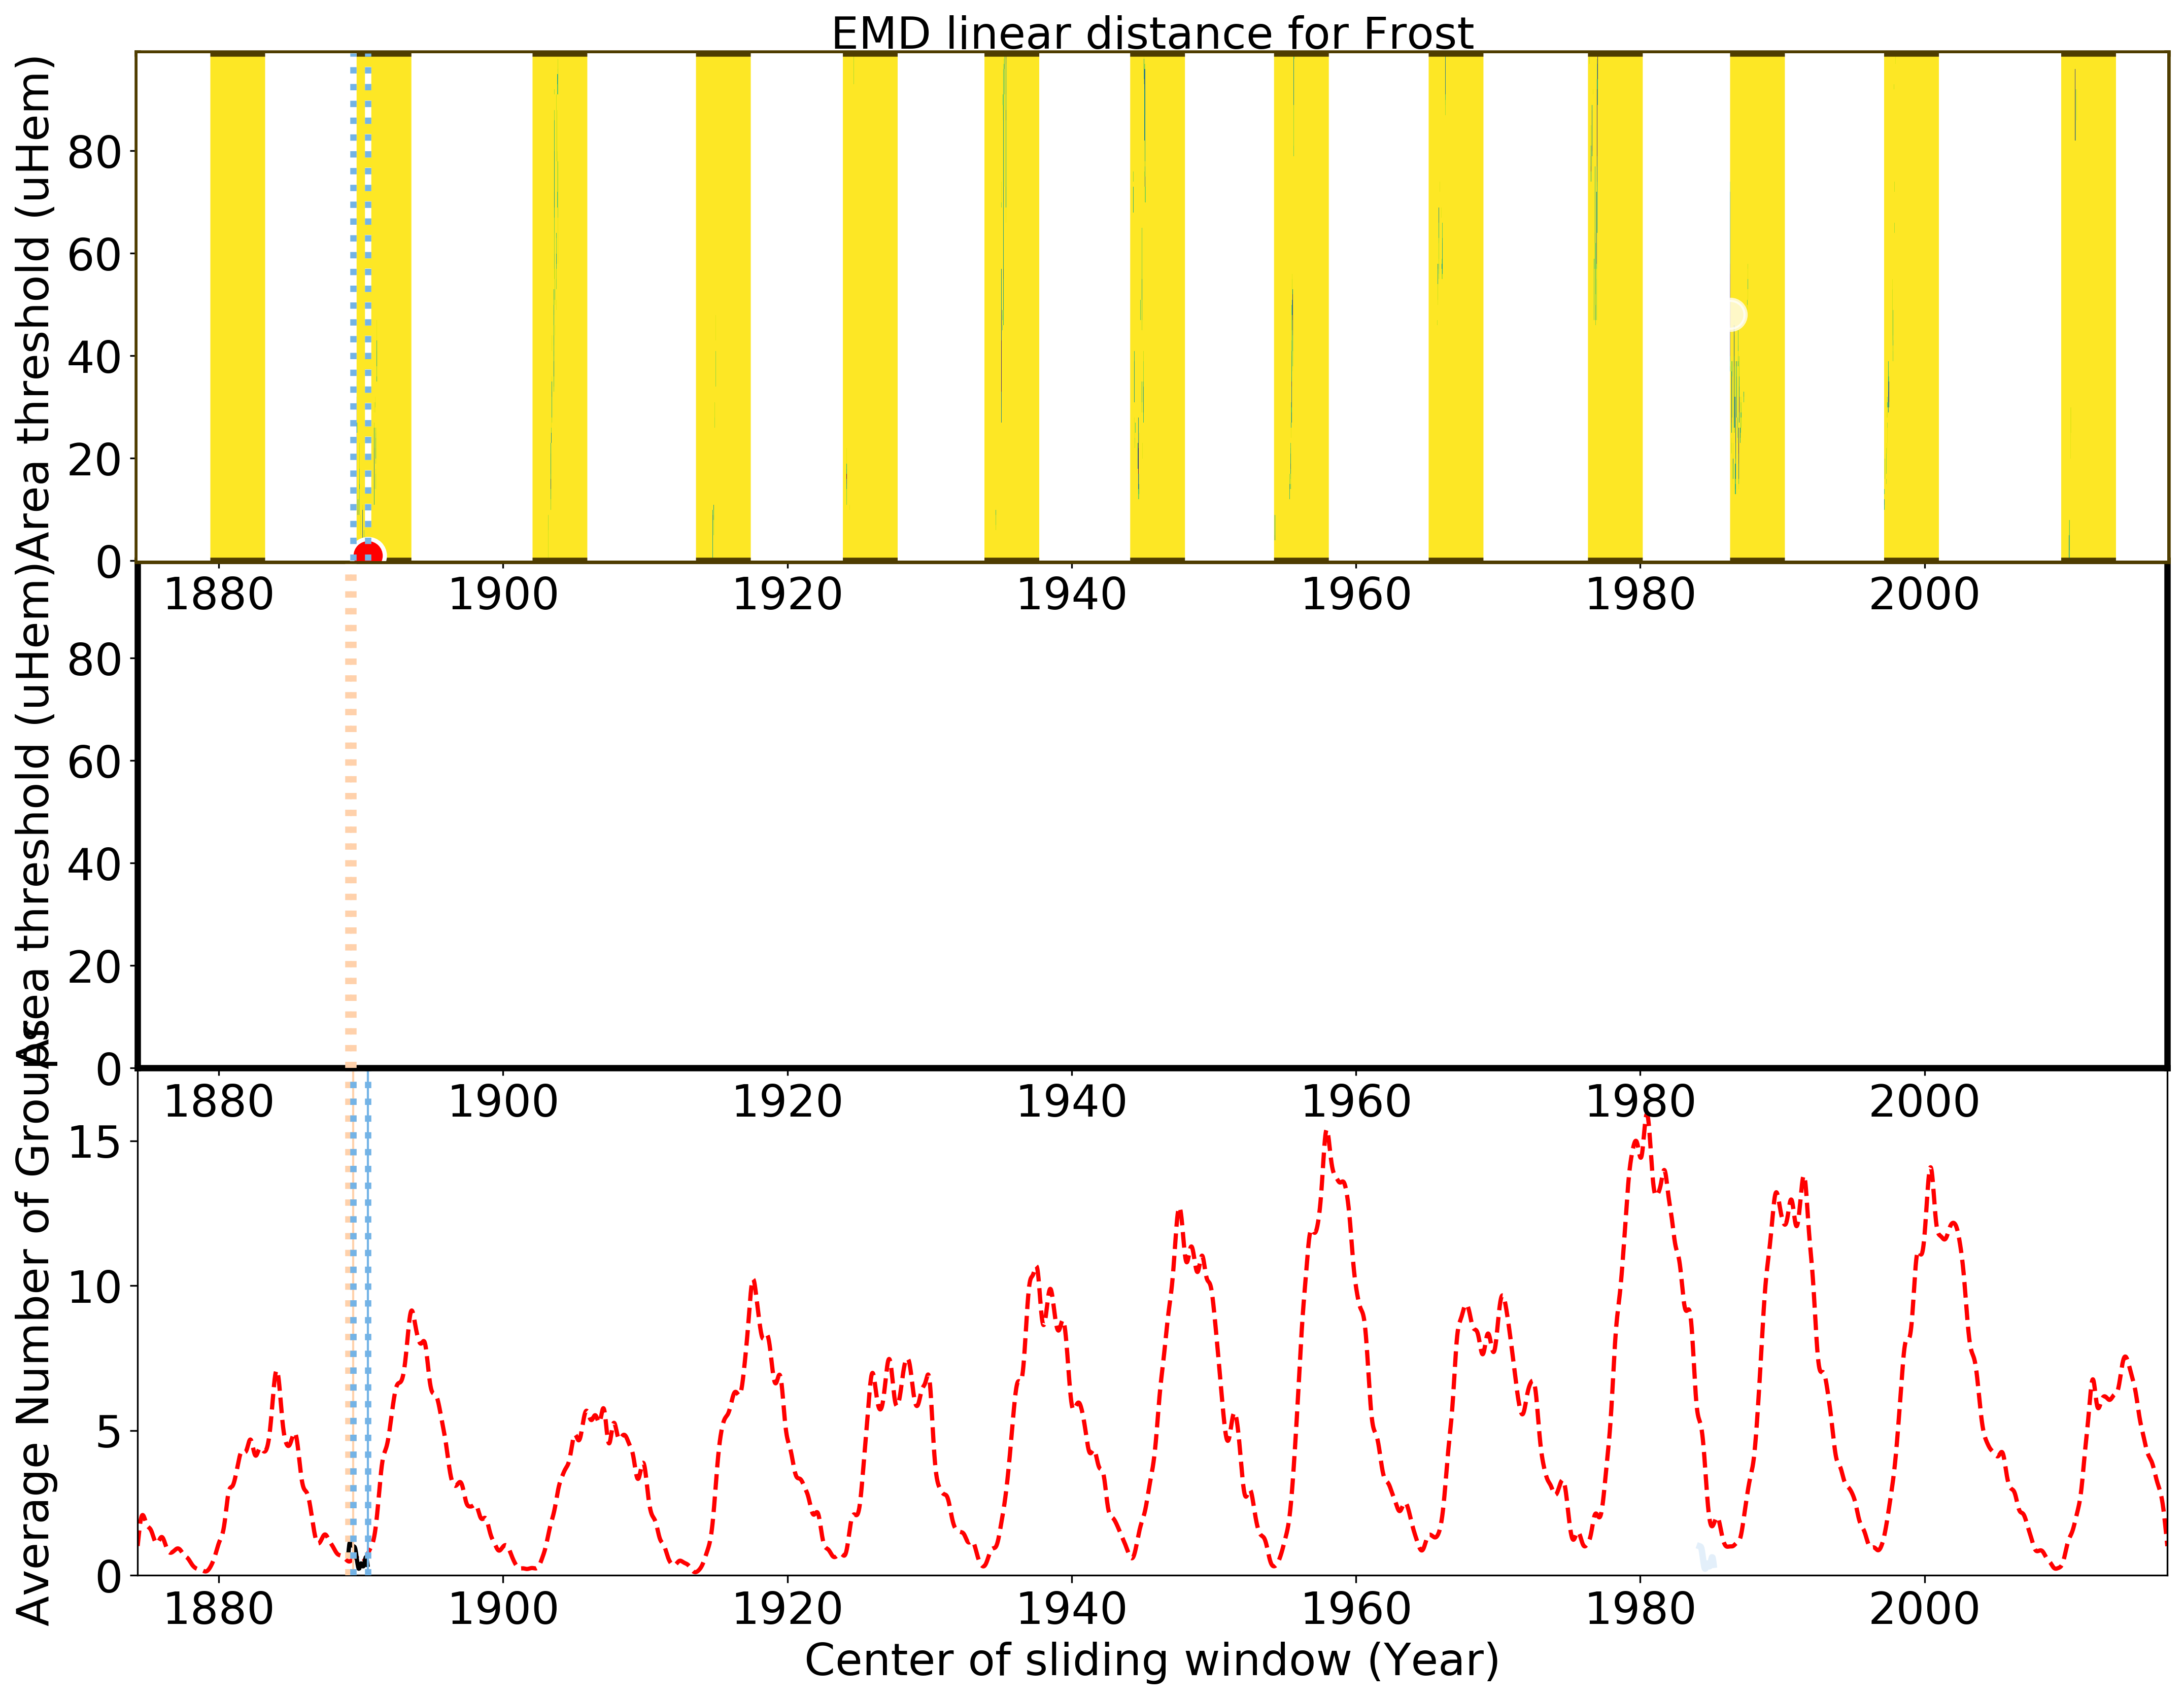 EMD linear distance for Frost
Area threshold (uHem)
80
60
40
20
0
1880 1900 1920 1940 1960 1980 2000
Area threshold (uHem)
80
60
40
20
0
1880 1900 1920 1940 1960 1980 2000
Average Number of Groups
15
10
5
0
1880 1900 1920 1940 1960 1980 2000
Center of sliding window (Year)